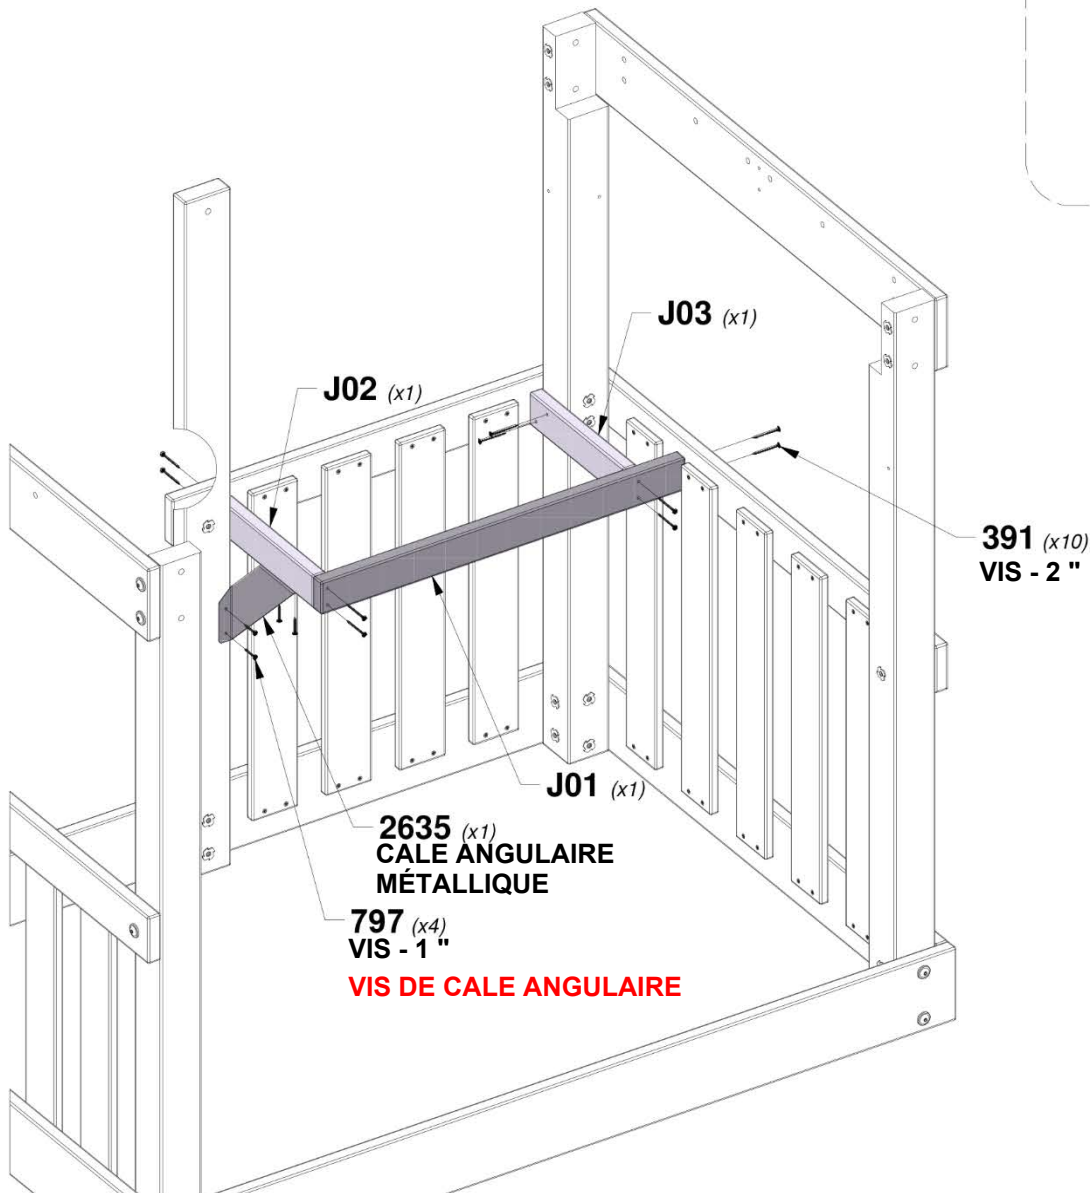 J03 (x1)
J02 (x1)
391 (x10)
VIS - 2 "
J01 (x1)
2635 (x1)
CALE ANGULAIRE
MÉTALLIQUE
797 (x4)
VIS - 1 "
VIS DE CALE ANGULAIRE